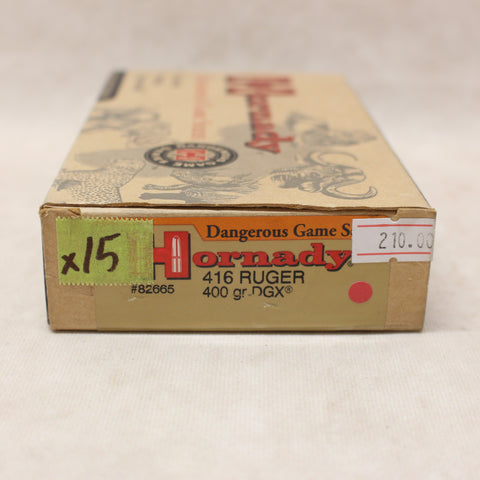 Hornady
Dangerous Game S
210.00
x15
Hornady
416 RUGER
#82665
400 gr DGX®